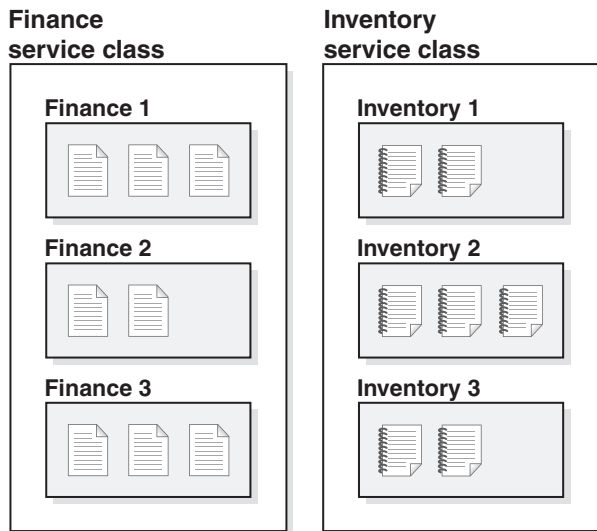 Finance
service class
Finance 1
Finance 2
Finance 3
Inventory
service class
Inventory 1
Inventory 2
Inventory 3